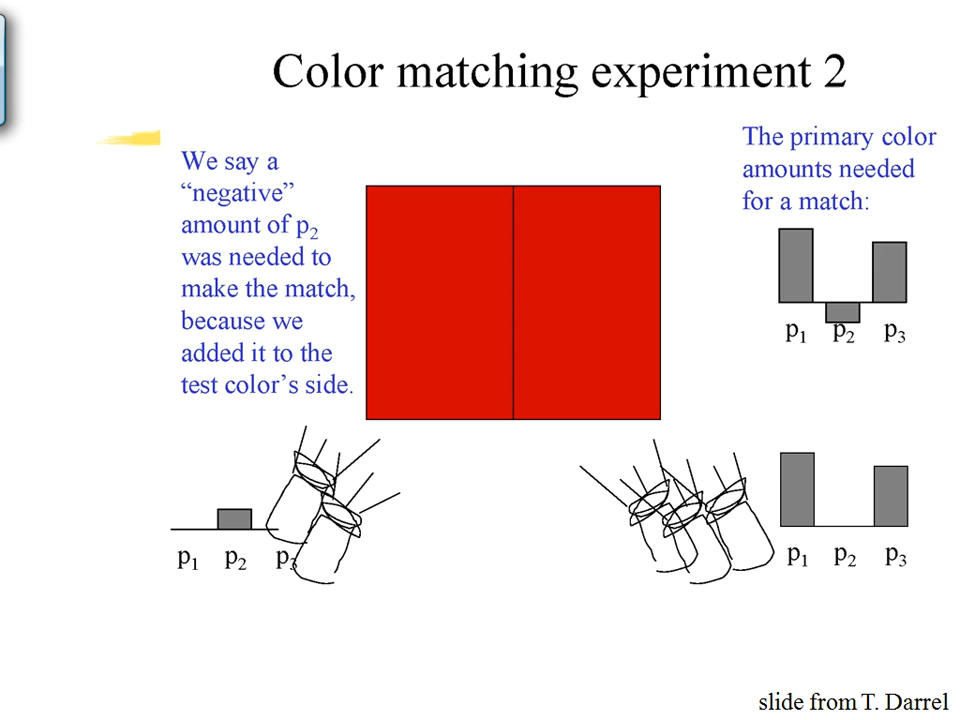 Color matching experiment 2
We say a
“negative”
amount of p2
was needed to
make the match,
because we
added it to the
test color’s side.
The primary color
amounts needed
for a match:
p1 p2 p3
p1 p2 p3
p1 p2 p3
slide from T. Darrel